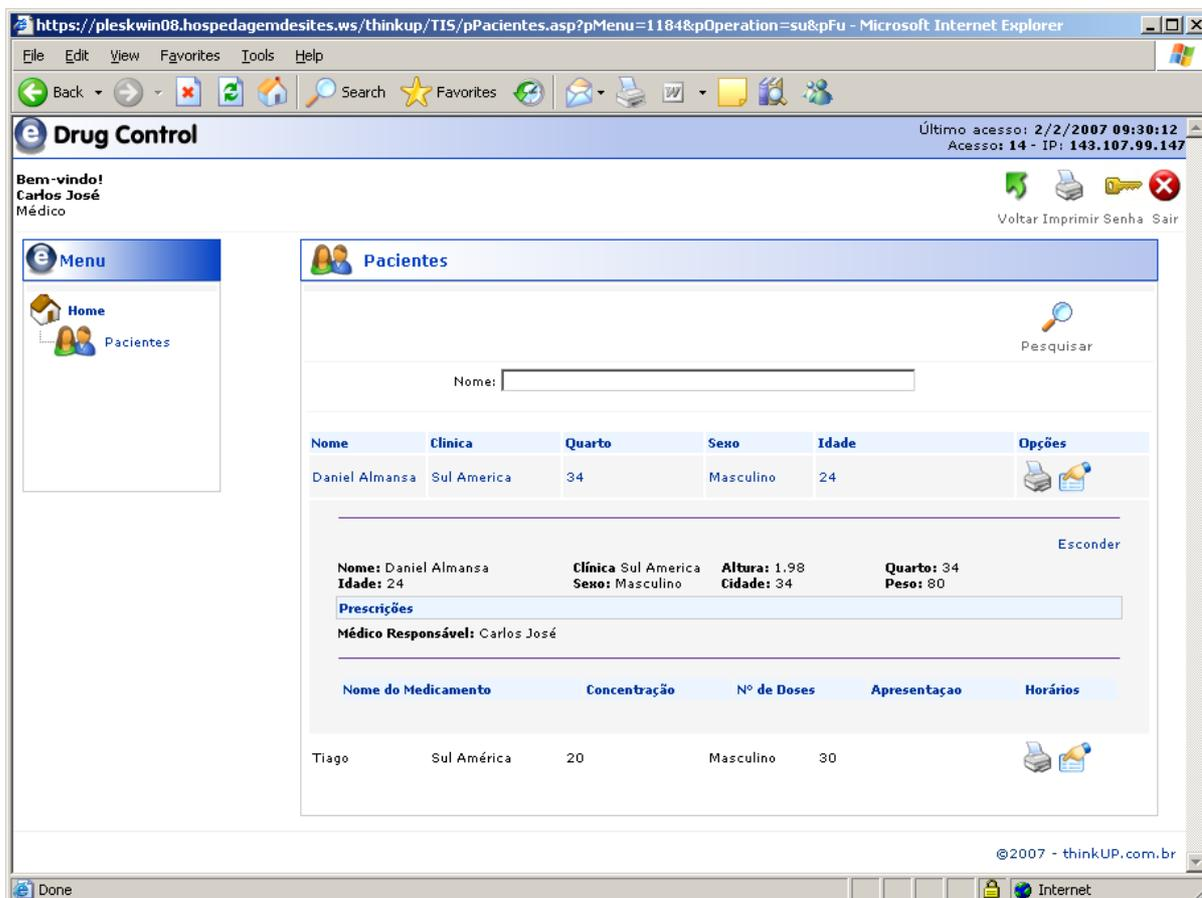 https://pleskwin08.hospedagemdesites.ws/thinkup/TIS/pPacientes.asp?pMenu=1184&pOperation=su&pFu - Microsoft Internet Explorer
File Edit View Favorites Tools Help
Back Search Favorites
e Drug Control
Último acesso: 2/2/2007 09:30:12
Acesso: 14 - IP: 143.107.99.147
Bem-vindo!
Carlos José
Médico
Voltar Imprimir Senha Sair
e Menu
Home
Pacientes
Pacientes
Pesquisar
Nome:
Nome Clinica Quarto Sexo Idade Opções
Daniel Almansa Sul America 34 Masculino 24
Esconder
Nome: Daniel Almansa Clínica Sul America Altura: 1.98 Quarto: 34
Idade: 24 Sexo: Masculino Cidade: 34 Peso: 80
Prescrições
Médico Responsável: Carlos José
Nome do Medicamento Concentração Nº de Doses Apresentaçao Horários
Tiago Sul América 20 Masculino 30
©2007 - thinkUP.com.br
Done Internet